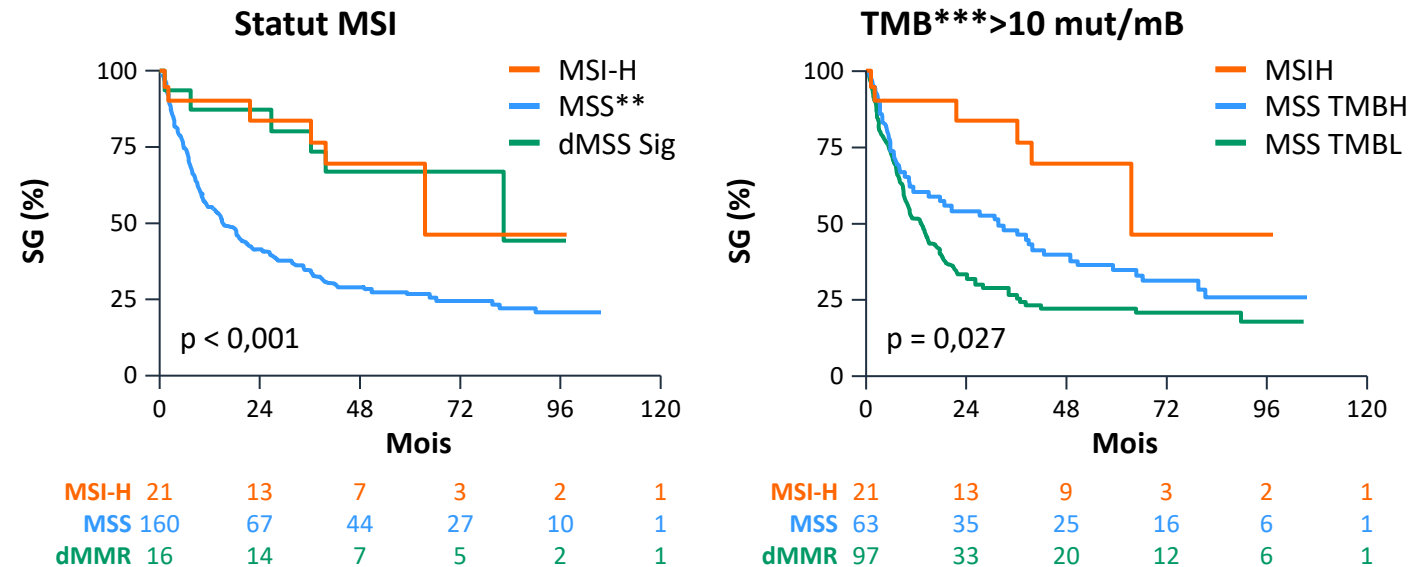 Statut MSI
MSI-H
MSS**
dMSS Sig
SG (%)
100
75
50
25
0
p < 0,001
0 24 48 72 96 120
Mois
MSI-H 21 13 7 3 2 1
MSS 160 67 44 27 10 1
dMMR 16 14 7 5 2 1
TMB***>10 mut/mB
MSIH
MSS TMBH
MSS TMBL
SG (%)
100
75
50
25
0
p = 0,027
0 24 48 72 96 120
Mois
MSI-H 21 13 9 3 2 1
MSS 63 35 25 16 6 1
dMMR 97 33 20 12 6 1